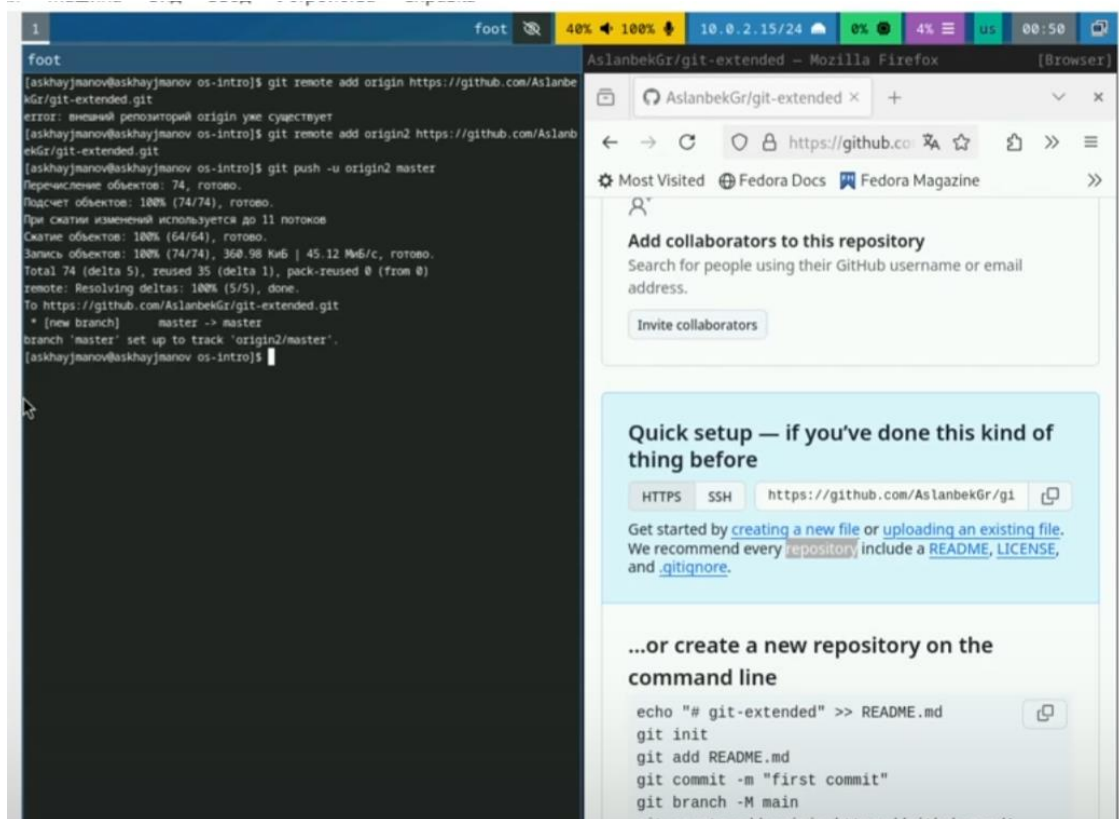 1
foot
40% 100%
10.0.2.15/24
0%
4%
us
00:50
foot
[askhayjmanov@askhayjmanov os-intro]$ git remote add origin https://github.com/Aslanbe
kGr/git-extended.git
error: внешний репозиторий origin уже существует
[askhayjmanov@askhayjmanov os-intro]$ git remote add origin2 https://github.com/Aslanb
ekGr/git-extended.git
[askhayjmanov@askhayjmanov os-intro]$ git push -u origin2 master
Перечисление объектов: 74, готово.
Подсчет объектов: 100% (74/74), готово.
При сжатии изменений используется до 11 потоков
Сжатие объектов: 100% (64/64), готово.
Запись объектов: 100% (74/74), 360.98 КиБ | 45.12 МиБ/с, готово.
Total 74 (delta 5), reused 35 (delta 1), pack-reused 0 (from 0)
remote: Resolving deltas: 100% (5/5), done.
To https://github.com/AslanbekGr/git-extended.git
* [new branch]      master -> master
branch 'master' set up to track 'origin2/master'.
[askhayjmanov@askhayjmanov os-intro]$
AslanbekGr/git-extended — Mozilla Firefox
[Browser]
AslanbekGr/git-extended
https://github.co
Most Visited Fedora Docs Fedora Magazine
Add collaborators to this repository
Search for people using their GitHub username or email
address.
Invite collaborators
Quick setup — if you've done this kind of
thing before
HTTPS SSH https://github.com/AslanbekGr/gi
Get started by creating a new file or uploading an existing file.
We recommend every repository include a README, LICENSE,
and .gitignore.
...or create a new repository on the
command line
echo "# git-extended" >> README.md
git init
git add README.md
git commit -m "first commit"
git branch -M main